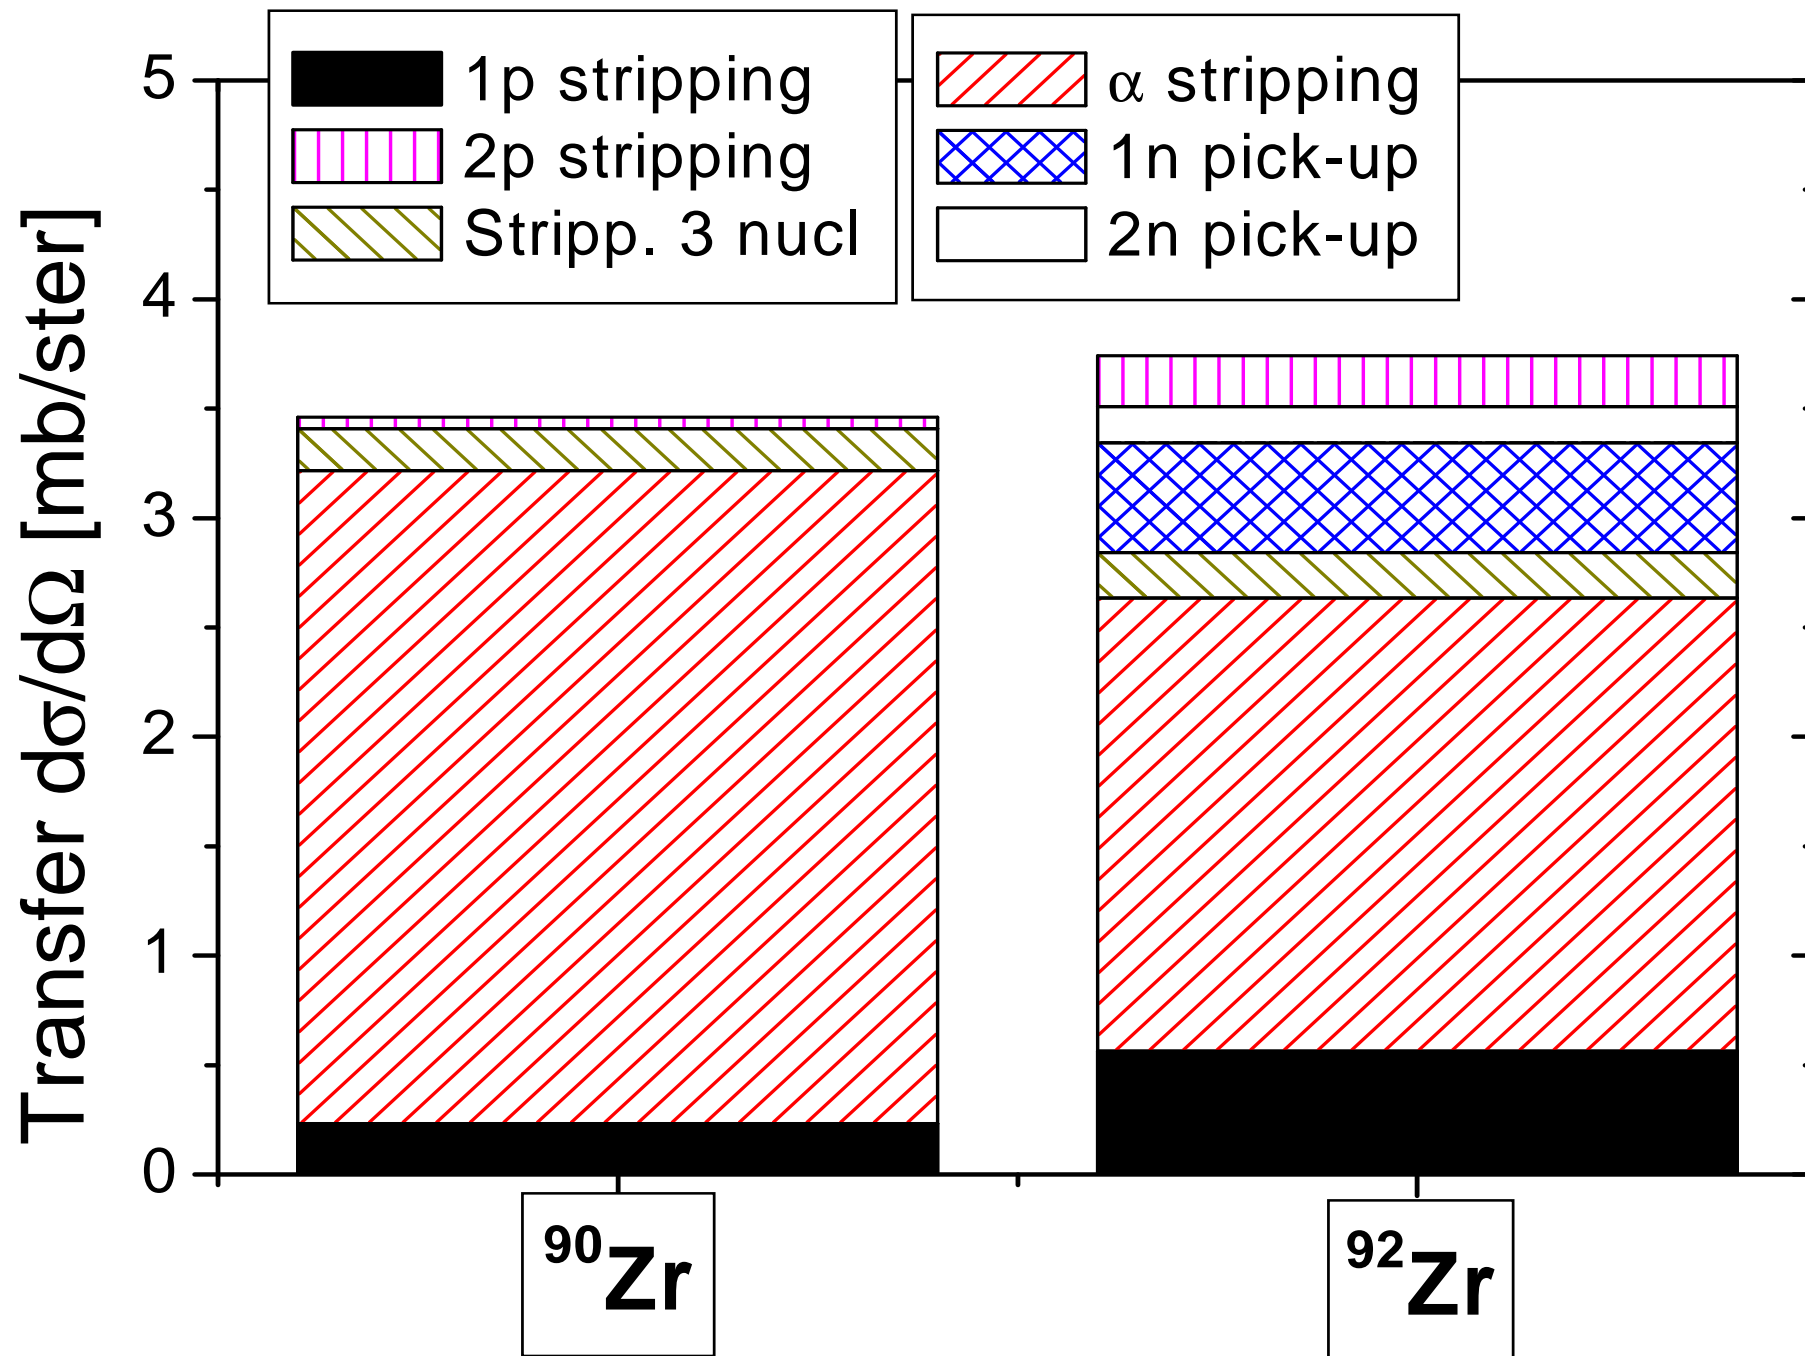 1p stripping
2p stripping
Stripp. 3 nucl
α stripping
1n pick-up
2n pick-up
Transfer dσ/dΩ [mb/ster]
5
4
3
2
1
0
⁹⁰Zr
⁹²Zr